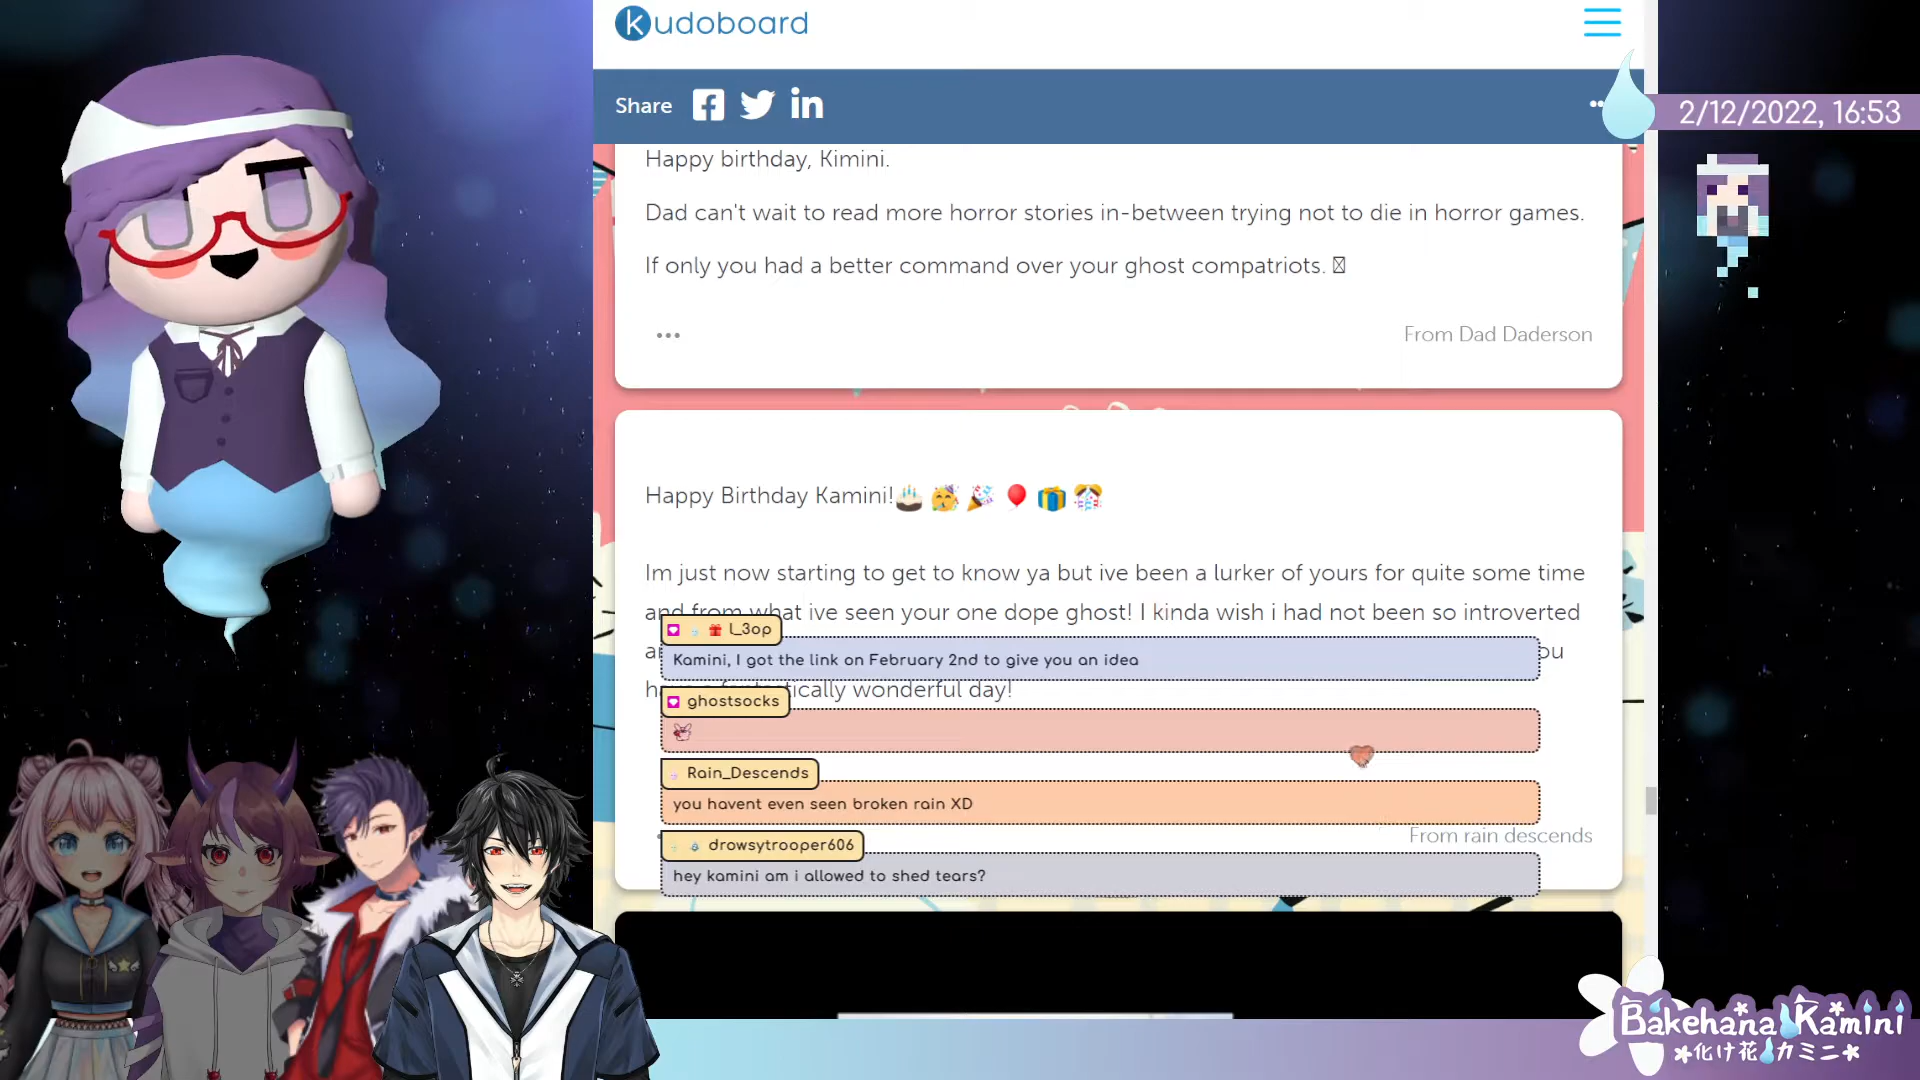 kudoboard
Share
2/12/2022, 16:53
Happy birthday, Kimini.
Dad can't wait to read more horror stories in-between trying not to die in horror games.
If only you had a better command over your ghost compatriots.
From Dad Daderson
Happy Birthday Kamini!🎂🥳🎉🎈🎁🎊
Im just now starting to get to know ya but ive been a lurker of yours for quite some time
and from what ive seen your one dope ghost! I kinda wish i had not been so introverted
l_3op
Kamini, I got the link on February 2nd to give you an idea
fantastically wonderful day!
ghostsocks
Rain_Descends
you havent even seen broken rain XD
From rain descends
drowsytrooper606
hey kamini am i allowed to shed tears?
Bakehana Kamini
化け花カミニ